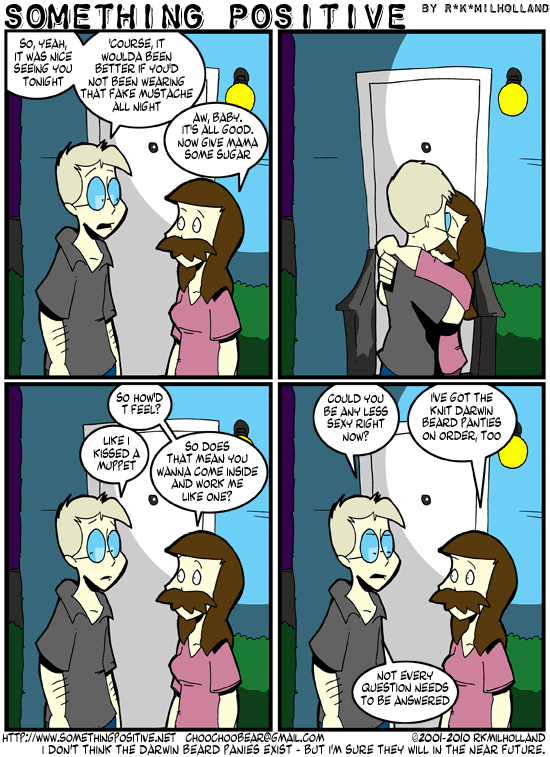 SOMETHING POSITIVE BY R*K*MILHOLLAND
SO, YEAH,
IT WAS NICE
SEEING YOU
TONIGHT
'COURSE, IT
WOULDA BEEN
BETTER IF YOU'D
NOT BEEN WEARING
THAT FAKE MUSTACHE
ALL NIGHT
AW, BABY.
IT'S ALL GOOD.
NOW GIVE MAMA
SOME SUGAR
SO HOW'D
T FEEL?
LIKE I
KISSED A
MUPPET
SO DOES
THAT MEAN YOU
WANNA COME INSIDE
AND WORK ME
LIKE ONE?
COULD YOU
BE ANY LESS
SEXY RIGHT
NOW?
I'VE GOT THE
KNIT DARWIN
BEARD PANTIES
ON ORDER, TOO
NOT EVERY
QUESTION NEEDS
TO BE ANSWERED
HTTP://WWW.SOMETHINGPOSITIVE.NET CHOOCHOOBEAR@GMAIL.COM ©2001-2010 RKMILHOLLAND
I DON'T THINK THE DARWIN BEARD PANIES EXIST - BUT I'M SURE THEY WILL IN THE NEAR FUTURE.